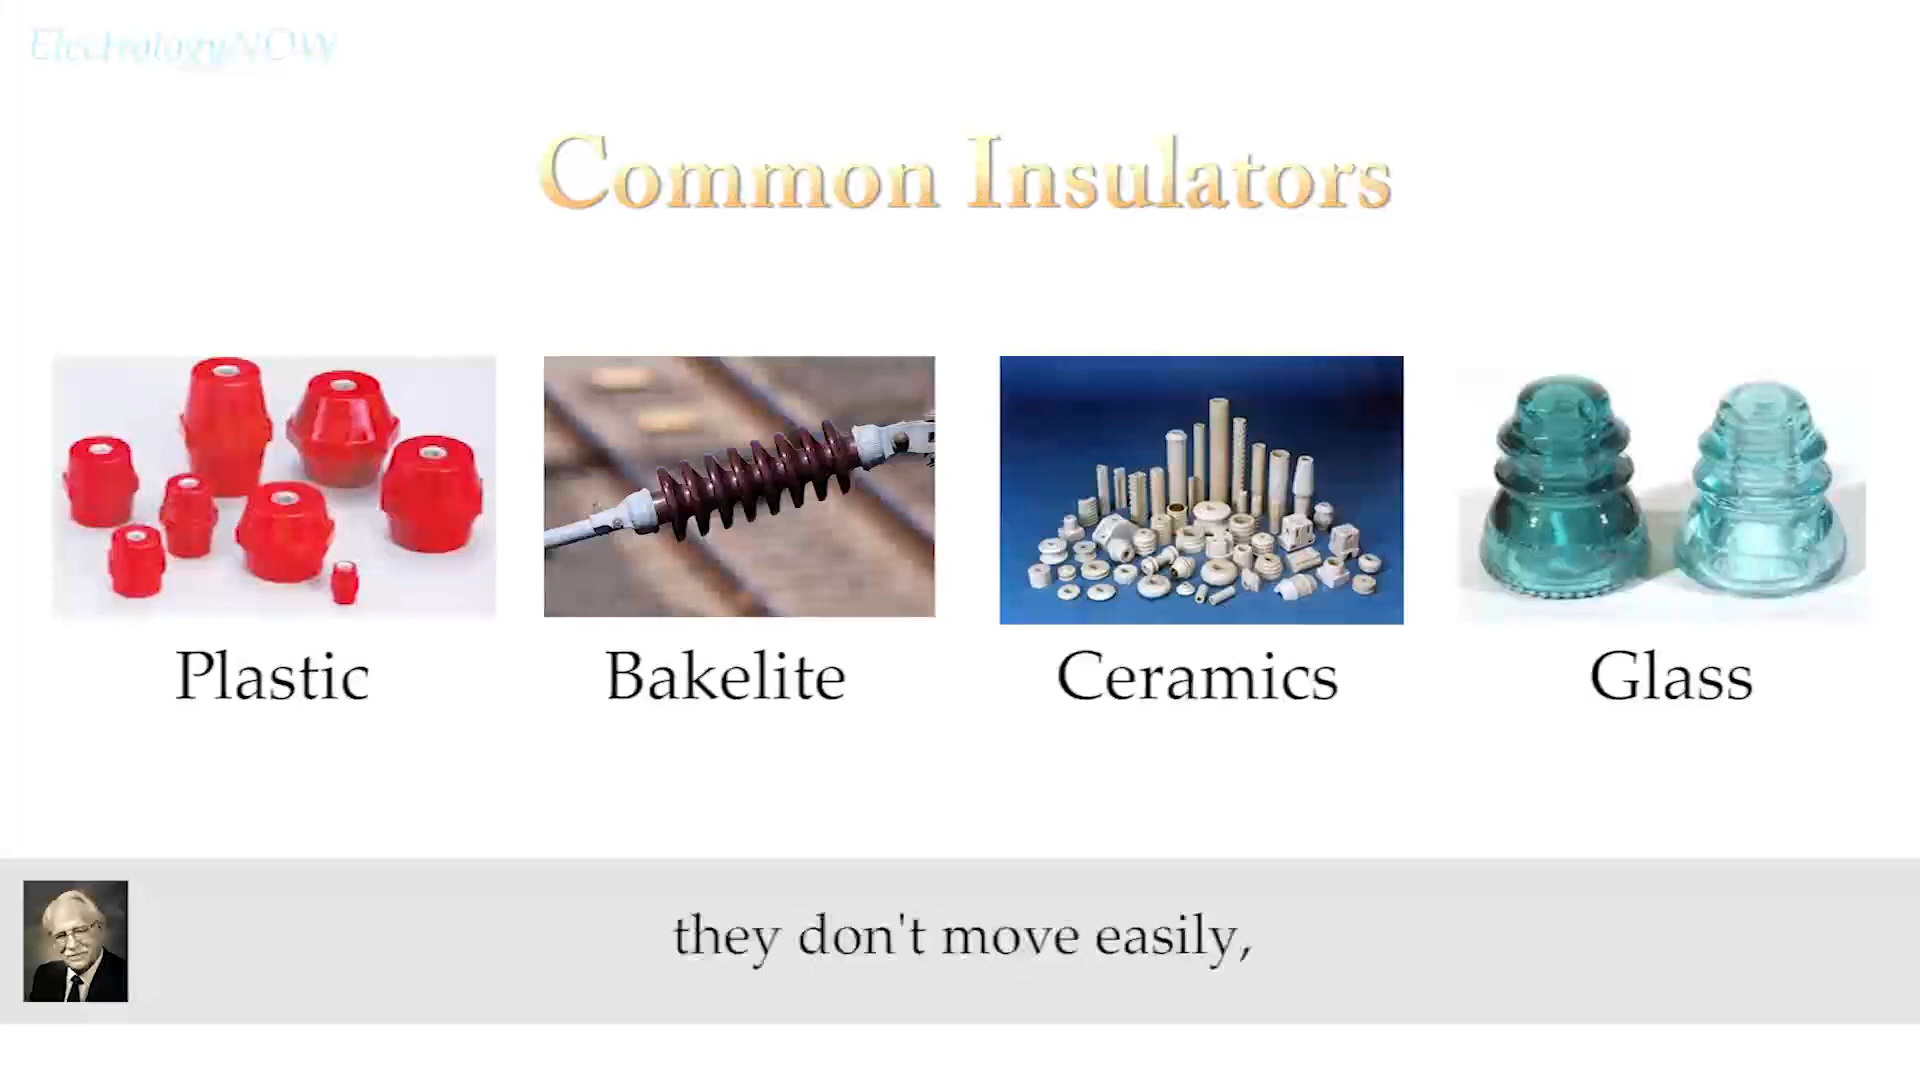 ElectrologyNOW
Common Insulators
Plastic
Bakelite
Ceramics
Glass
they don't move easily,